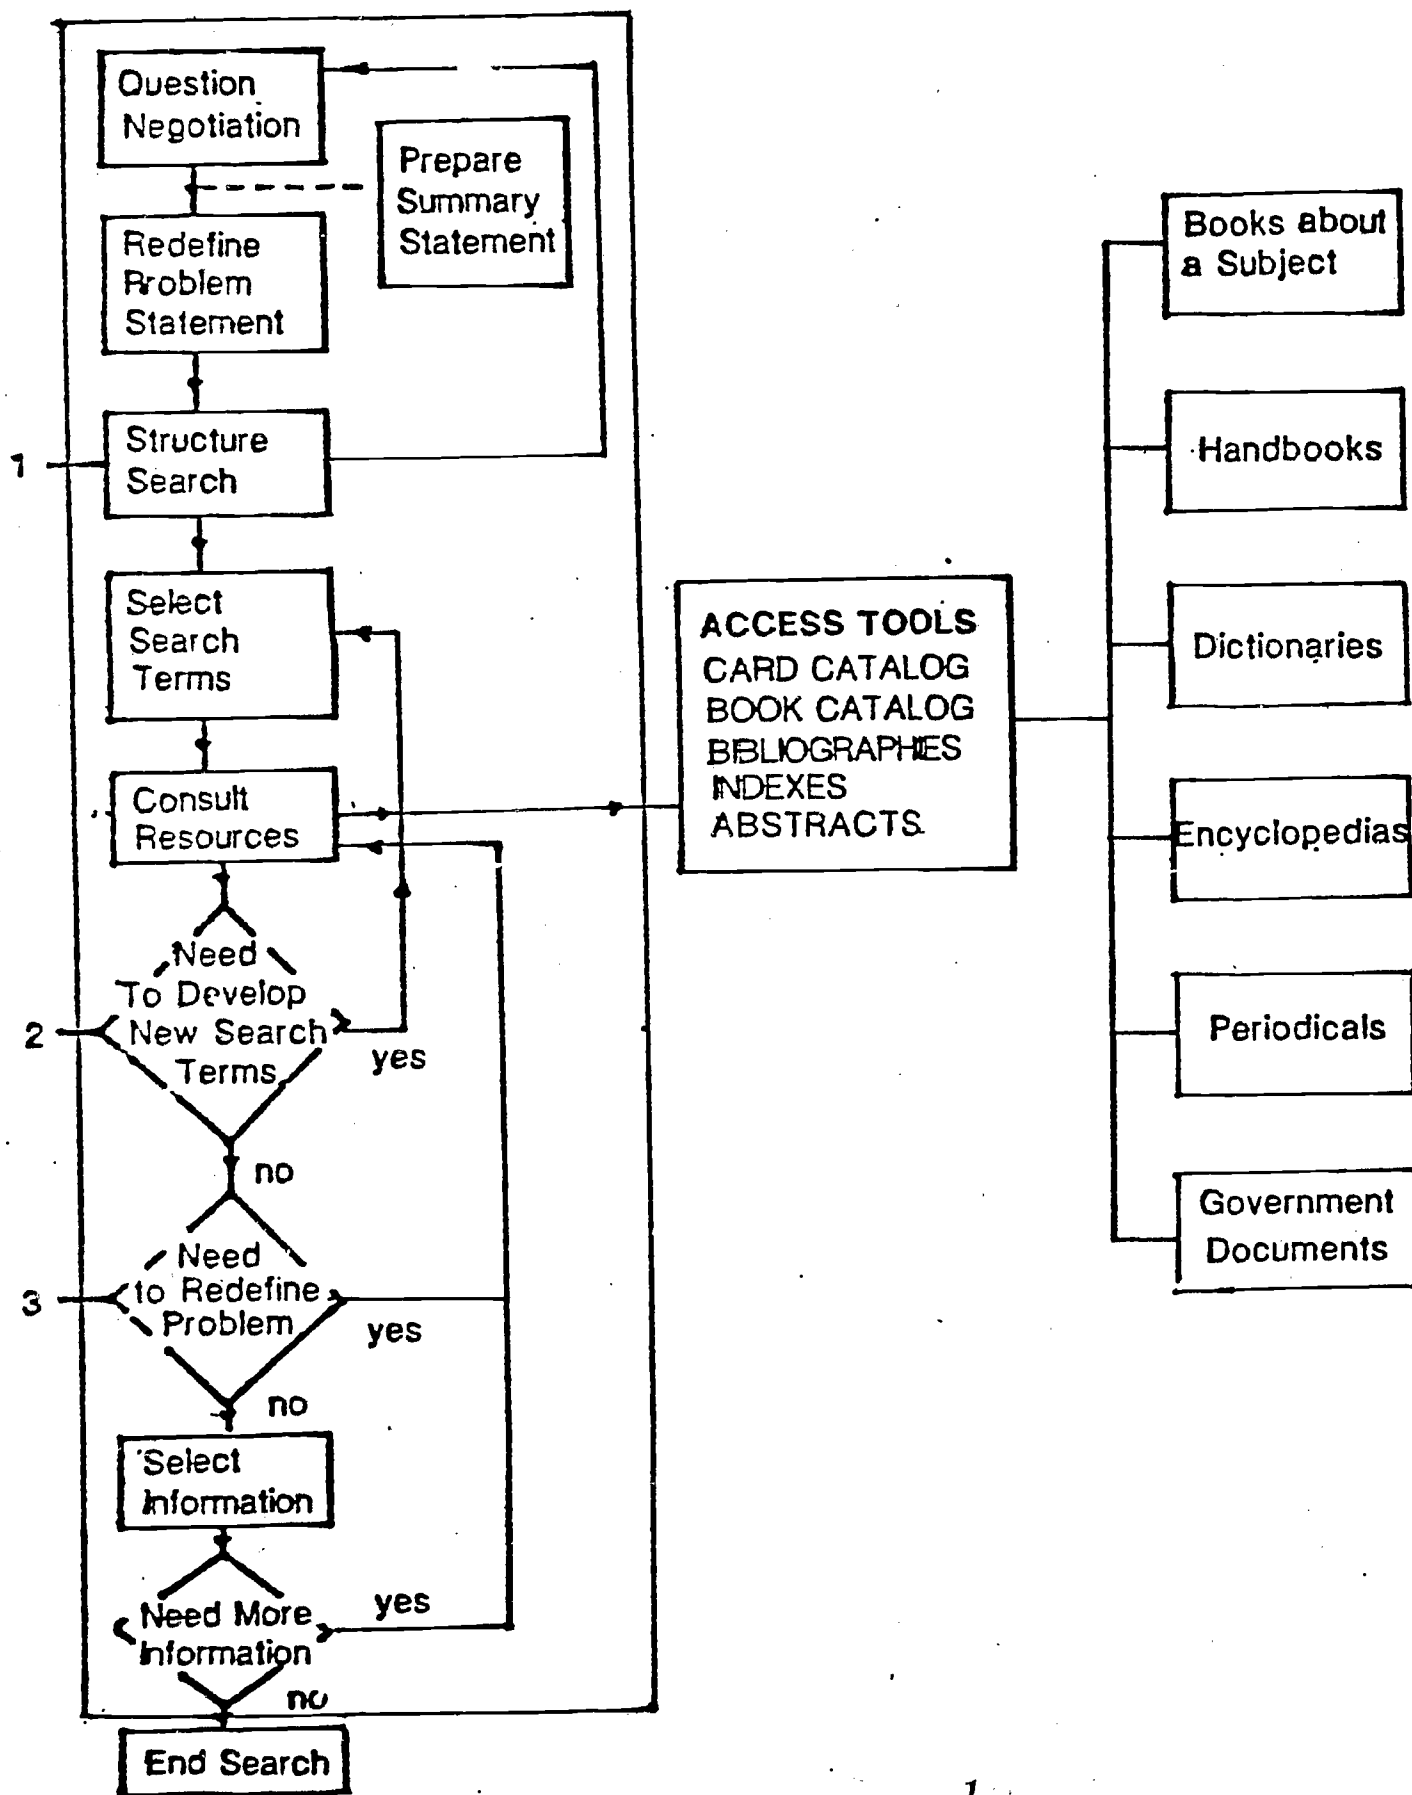 Question
Negotiation
Prepare
Summary
Statement
Redefine
Problem
Statement
1
Structure
Search
Select
Search
Terms
Consult
Resources
Need
To Develop
New Search
Terms
2
yes
no
Need
to Redefine
Problem
3
yes
no
Select
Information
Need More
Information
yes
no
End Search
ACCESS TOOLS
CARD CATALOG
BOOK CATALOG
BIBLIOGRAPHIES
INDEXES
ABSTRACTS
Books about
a Subject
Handbooks
Dictionaries
Encyclopedias
Periodicals
Government
Documents
1